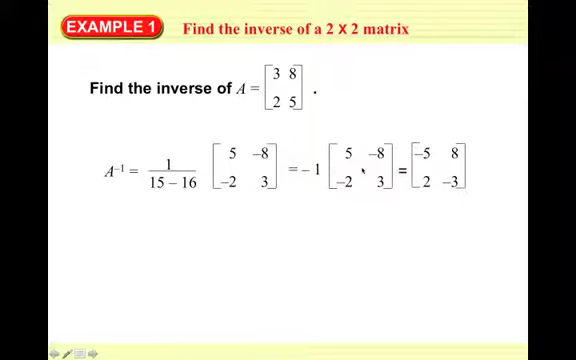 EXAMPLE 1 Find the inverse of a 2 × 2 matrix
Find the inverse of A = [3 8
2 5] .
A–1 = 1 / 15 – 16 [5 –8
–2 3] = – 1 [5 –8
–2 3] = [–5 8
2 –3]